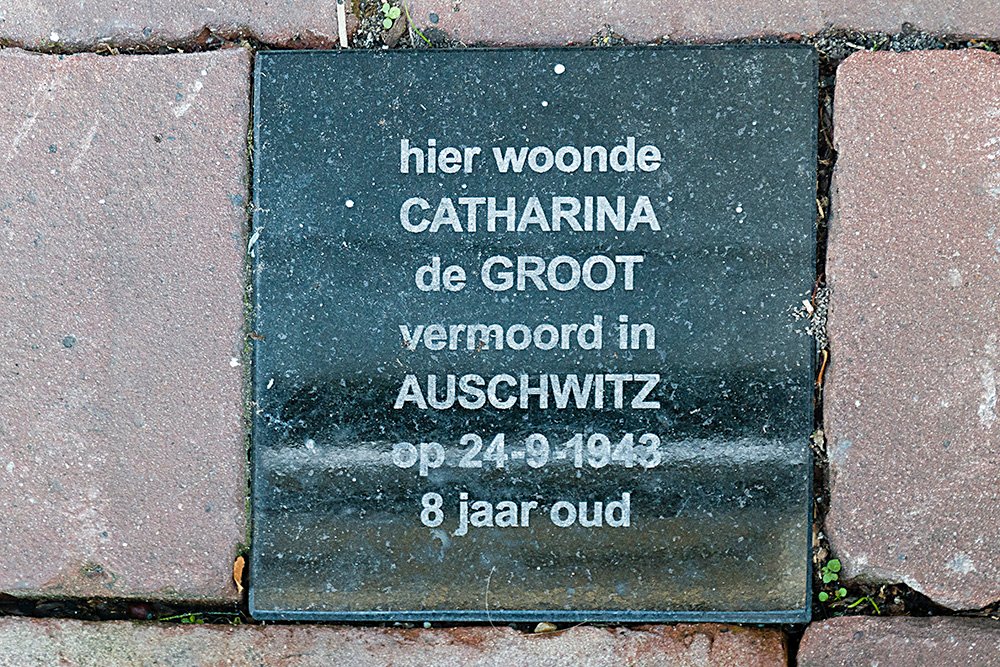 hier woonde
CATHARINA
de GROOT
vermoord in
AUSCHWITZ
op 24-9-1943
8 jaar oud